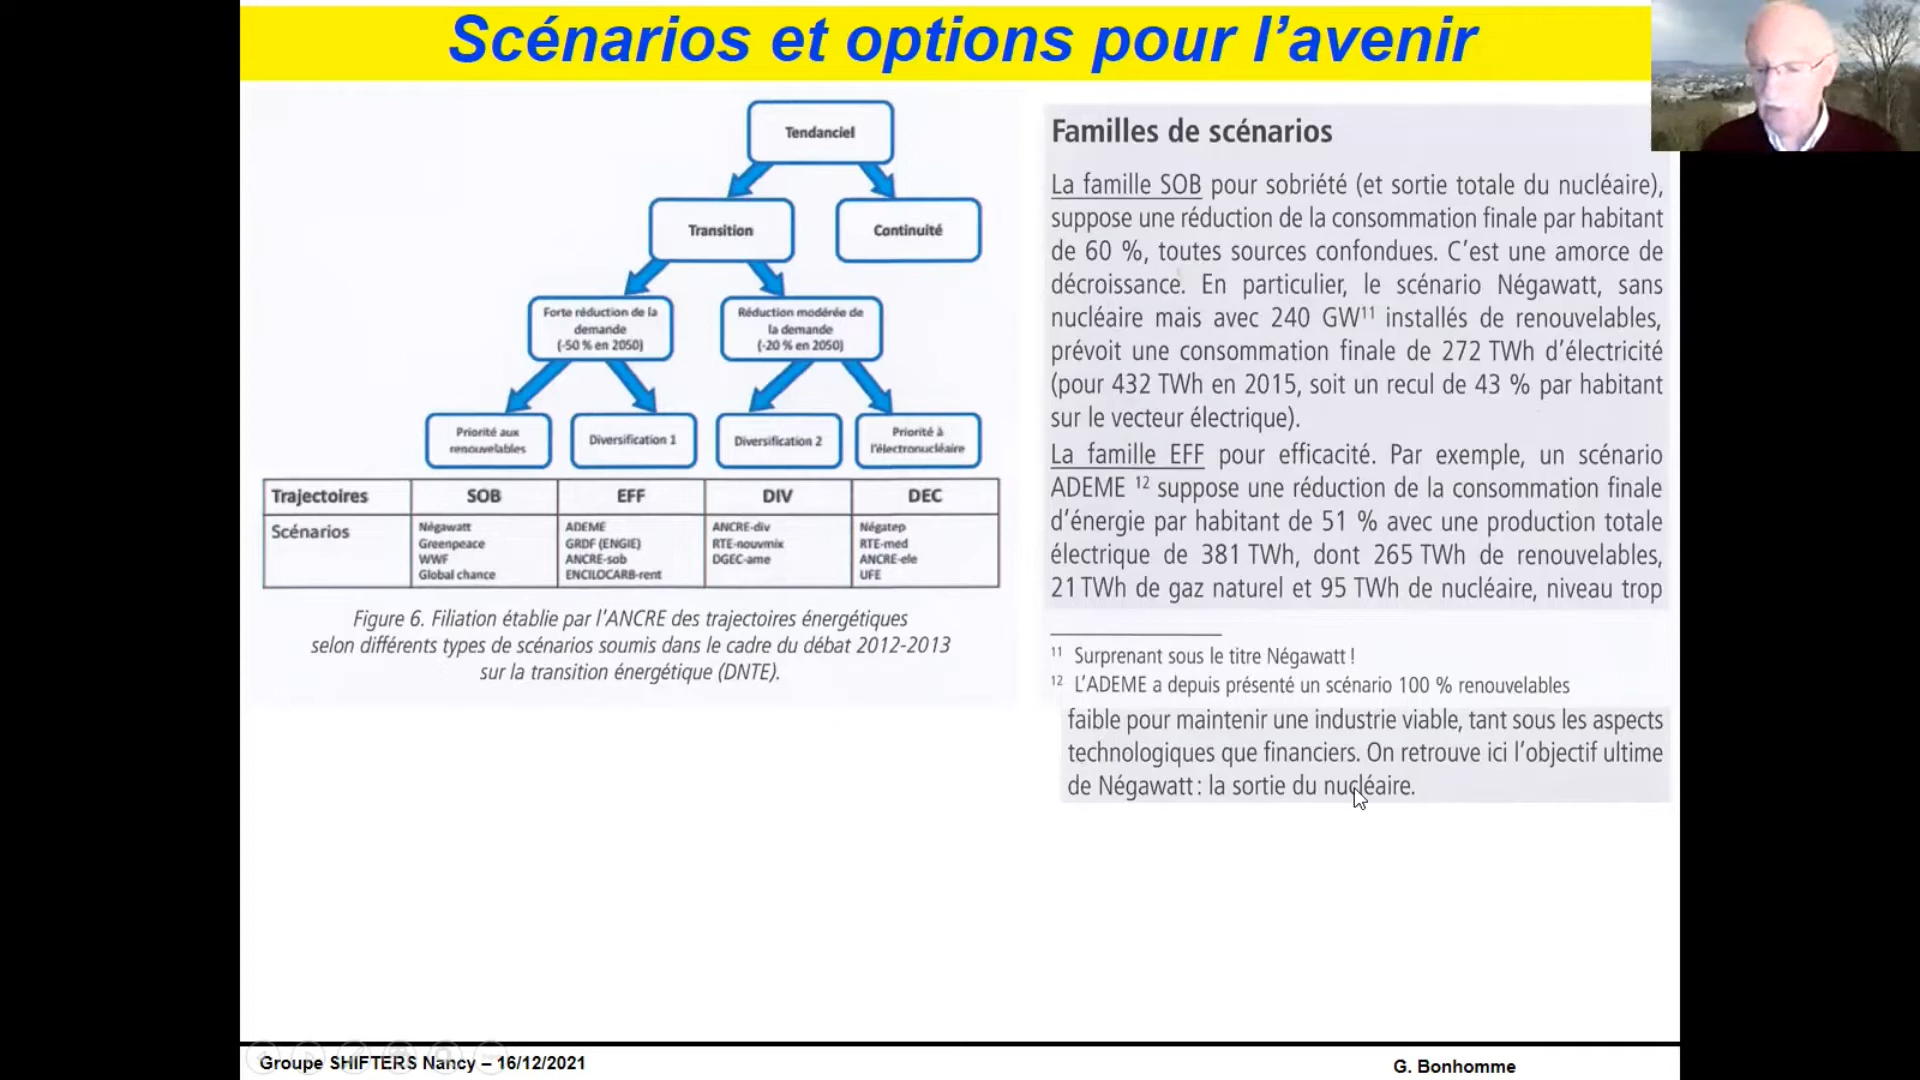 Scénarios et options pour l'avenir
Tendanciel
Transition
Continuité
Forte réduction de la
demande
(-50 % en 2050)
Réduction modérée de
la demande
(-20 % en 2050)
Priorité aux
renouvelables
Diversification 1
Diversification 2
Priorité à
l'électronucléaire
Trajectoires SOB EFF DIV DEC
Scénarios
Négawatt
Greenpeace
WWF
Global chance
ADEME
GRDF (ENGIE)
ANCRE-sob
ENCILOCARB-rent
ANCRE-div
RTE-nouvmix
DGEC-ame
Négatep
RTE-med
ANCRE-ele
UFE
Figure 6. Filiation établie par l'ANCRE des trajectoires énergétiques
selon différents types de scénarios soumis dans le cadre du débat 2012-2013
sur la transition énergétique (DNTE).
Familles de scénarios
La famille SOB pour sobriété (et sortie totale du nucléaire),
suppose une réduction de la consommation finale par habitant
de 60 %, toutes sources confondues. C'est une amorce de
décroissance. En particulier, le scénario Négawatt, sans
nucléaire mais avec 240 GW¹¹ installés de renouvelables,
prévoit une consommation finale de 272 TWh d'électricité
(pour 432 TWh en 2015, soit un recul de 43 % par habitant
sur le vecteur électrique).
La famille EFF pour efficacité. Par exemple, un scénario
ADEME ¹² suppose une réduction de la consommation finale
d'énergie par habitant de 51 % avec une production totale
électrique de 381 TWh, dont 265 TWh de renouvelables,
21 TWh de gaz naturel et 95 TWh de nucléaire, niveau trop
¹¹ Surprenant sous le titre Négawatt !
¹² L'ADEME a depuis présenté un scénario 100 % renouvelables
faible pour maintenir une industrie viable, tant sous les aspects
technologiques que financiers. On retrouve ici l'objectif ultime
de Négawatt : la sortie du nucléaire.
Groupe SHIFTERS Nancy – 16/12/2021
G. Bonhomme